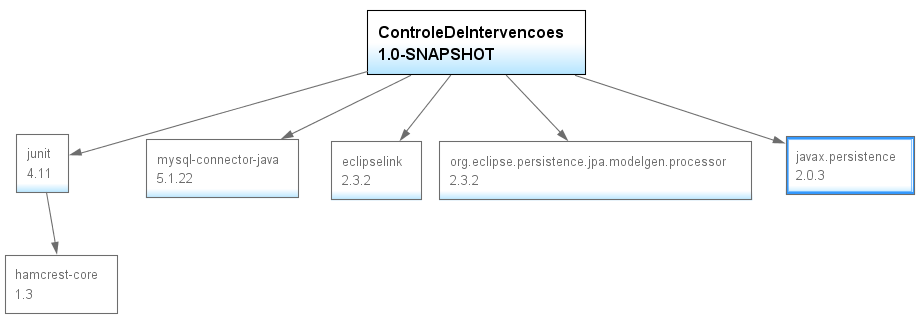 ControleDeIntervencoes
1.0-SNAPSHOT
junit
4.11
mysql-connector-java
5.1.22
eclipselink
2.3.2
org.eclipse.persistence.jpa.modelgen.processor
2.3.2
javax.persistence
2.0.3
hamcrest-core
1.3